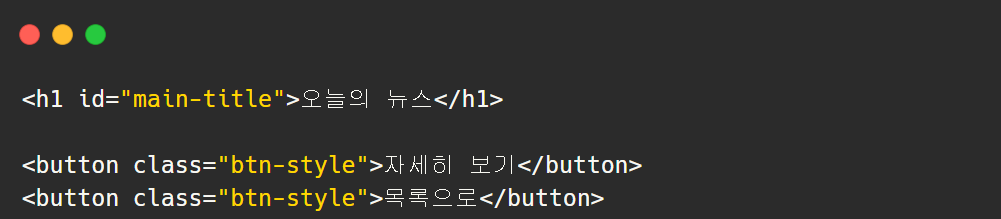 <h1 id="main-title">오늘의 뉴스</h1>
<button class="btn-style">자세히 보기</button>
<button class="btn-style">목록으로</button>